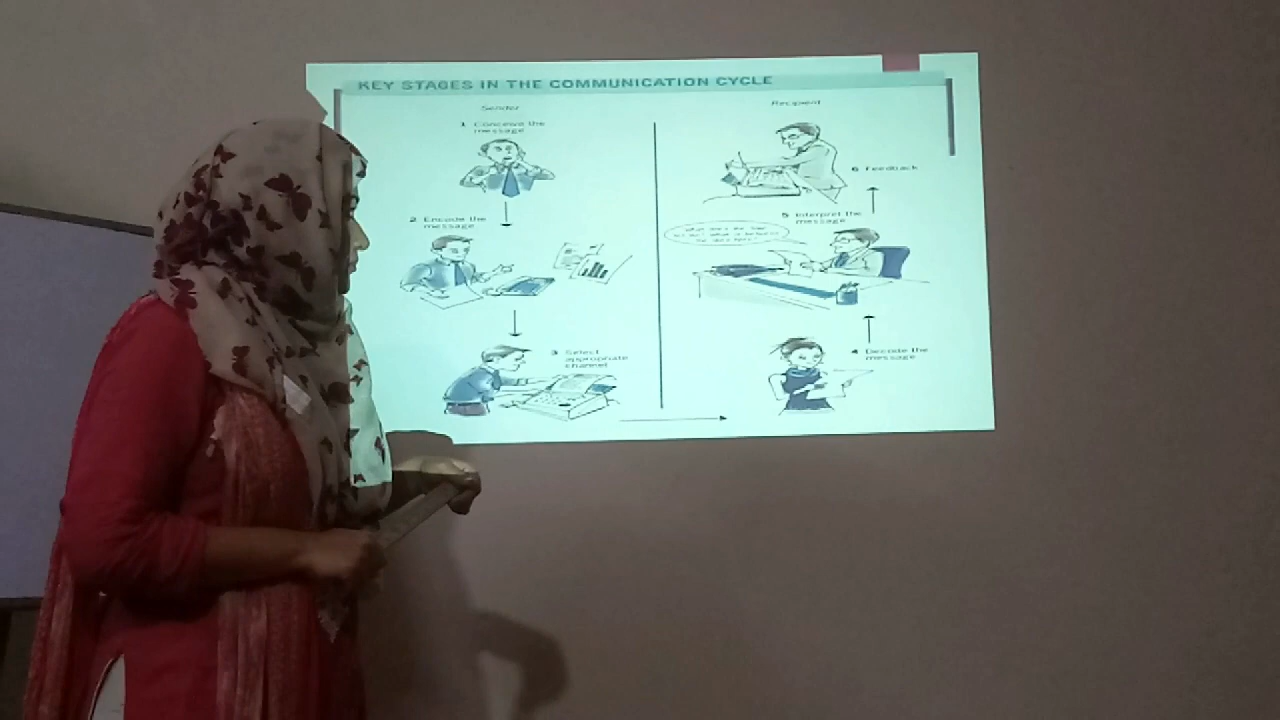 KEY STAGES IN THE COMMUNICATION CYCLE
Sender
1 Conceive the
message
2 Encode the
message
3 Select
appropriate
channel
Recipient
6 Feedback
5 Interpret the
message
4 Decode the
message